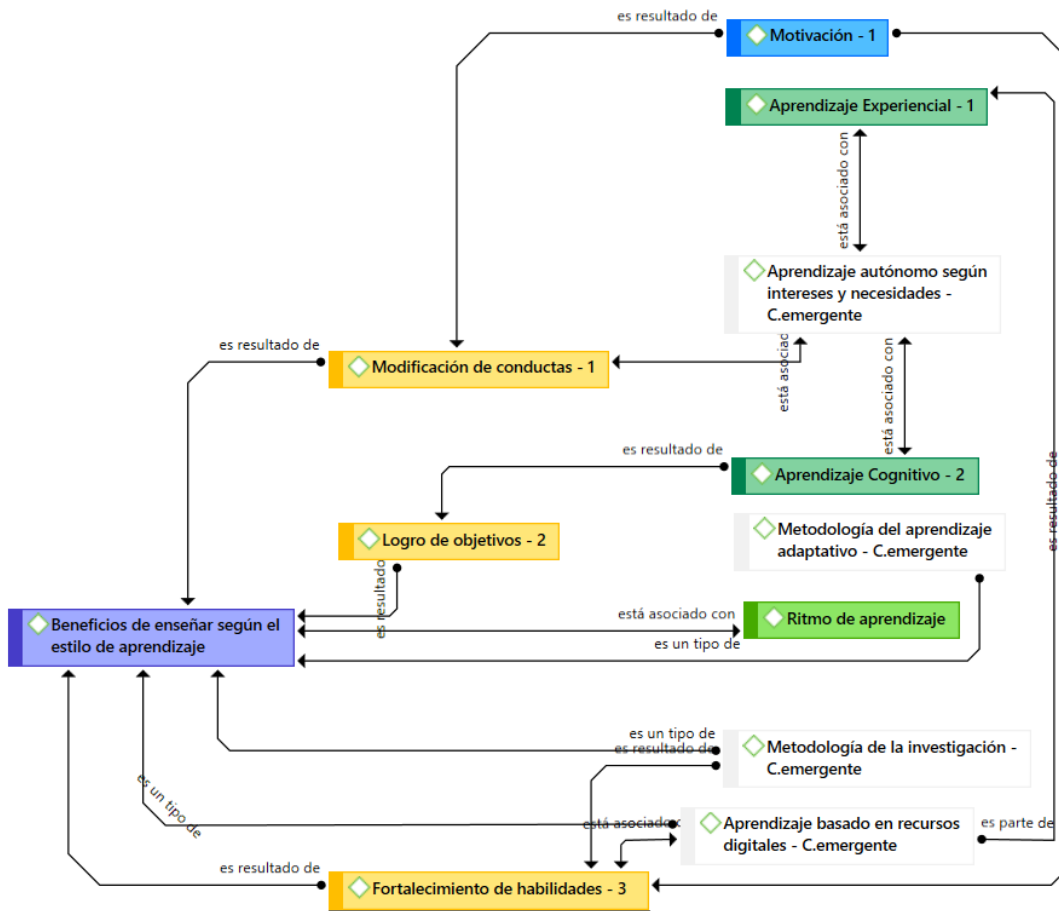 es resultado de
Motivación - 1
Aprendizaje Experiencial - 1
está asociado con
Aprendizaje autónomo según
intereses y necesidades -
C.emergente
es resultado de
Modificación de conductas - 1
está asociad
está asociado con
es resultado de
es resultado de
Aprendizaje Cognitivo - 2
Logro de objetivos - 2
Metodología del aprendizaje
adaptativo - C.emergente
es resultado
Beneficios de enseñar según el
estilo de aprendizaje
está asociado con
Ritmo de aprendizaje
es un tipo de
es un tipo de
es resultado de
Metodología de la investigación -
C.emergente
es un tipo de
está asociado c
Aprendizaje basado en recursos
digitales - C.emergente
es parte de
es resultado de
Fortalecimiento de habilidades - 3